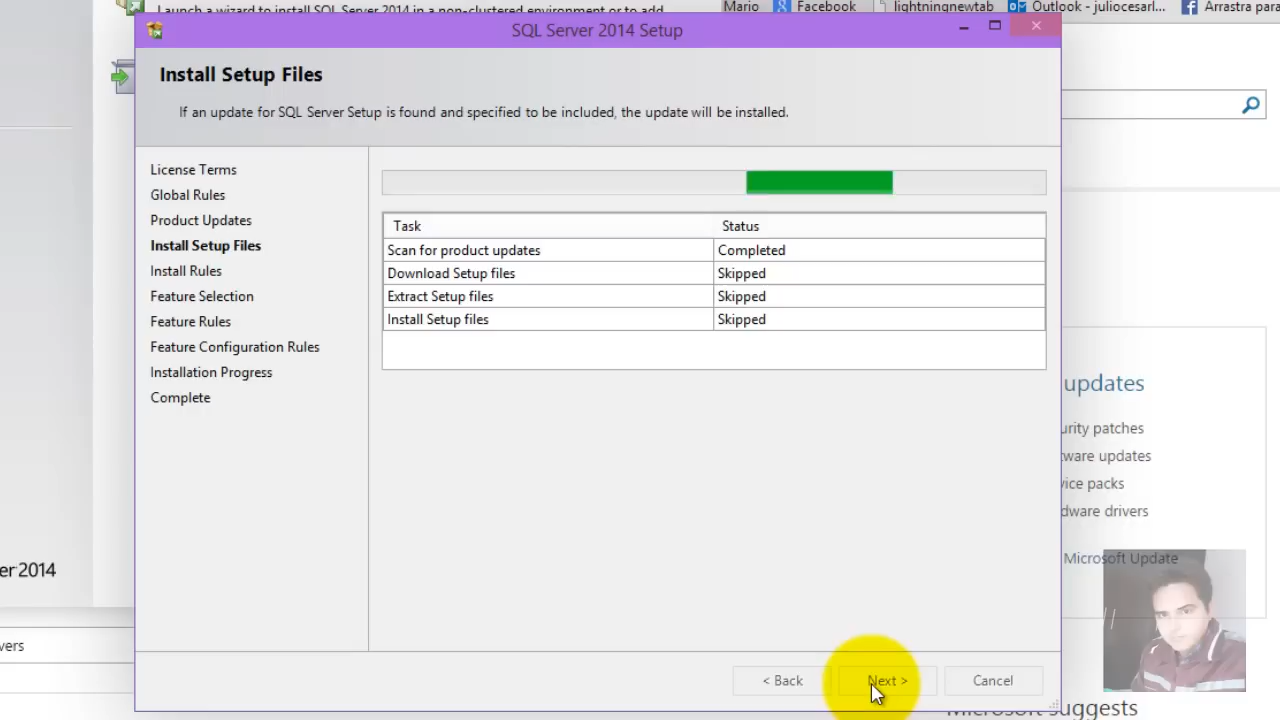 Launch a wizard to install SQL Server 2014 in a non-clustered environment or to add
Mario
Facebook
lightningnewtab
Outlook - juliocesarl...
Arrastra para
SQL Server 2014 Setup
Install Setup Files
If an update for SQL Server Setup is found and specified to be included, the update will be installed.
License Terms
Global Rules
Product Updates
Install Setup Files
Install Rules
Feature Selection
Feature Rules
Feature Configuration Rules
Installation Progress
Complete
Task Status
Scan for product updates Completed
Download Setup files Skipped
Extract Setup files Skipped
Install Setup files Skipped
updates
urity patches
ware updates
vice packs
dware drivers
Microsoft Update
er 2014
vers
< Back
Next >
Cancel
Microsoft suggests